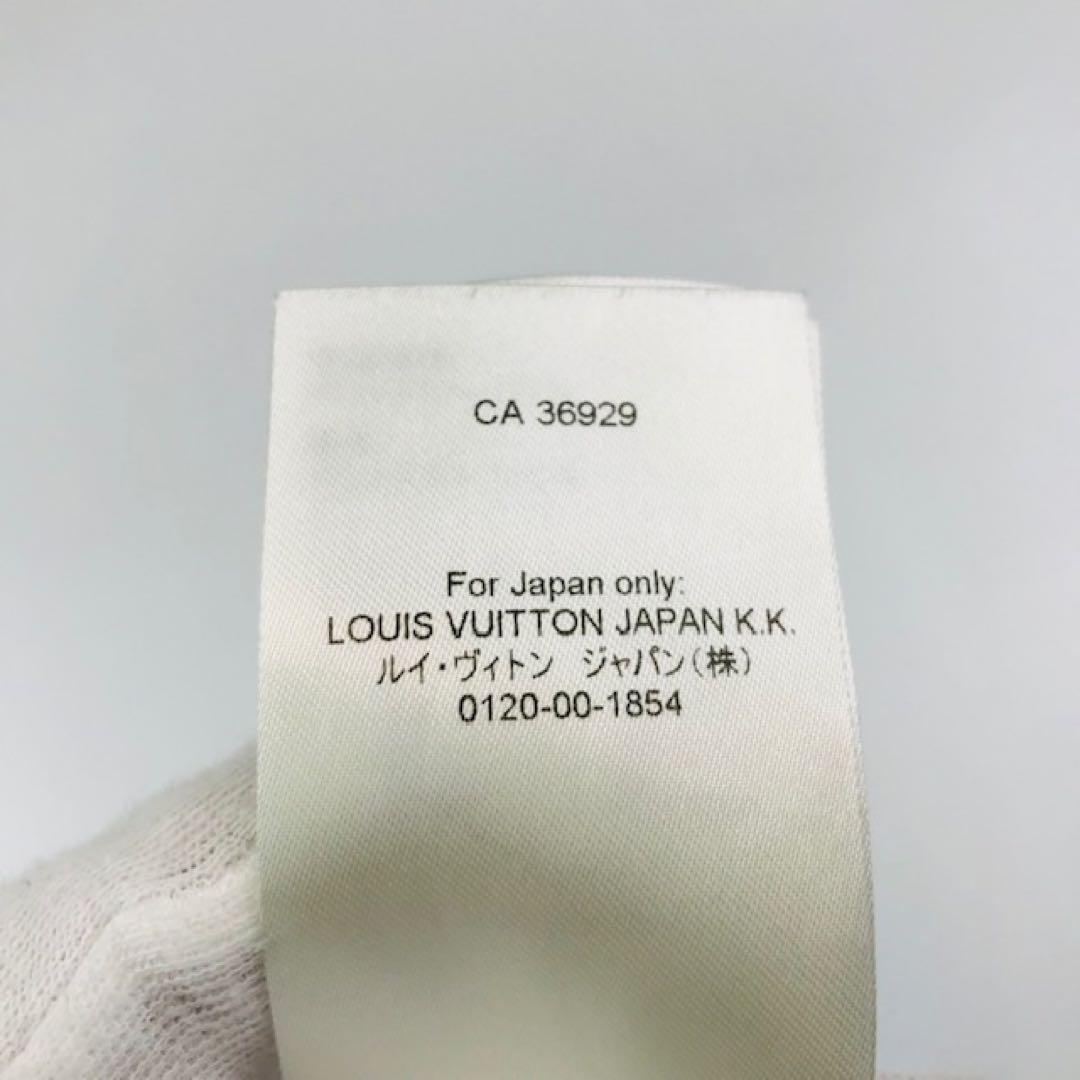 CA 36929
For Japan only:
LOUIS VUITTON JAPAN K.K.
ルイ・ヴィトン ジャパン(株)
0120-00-1854